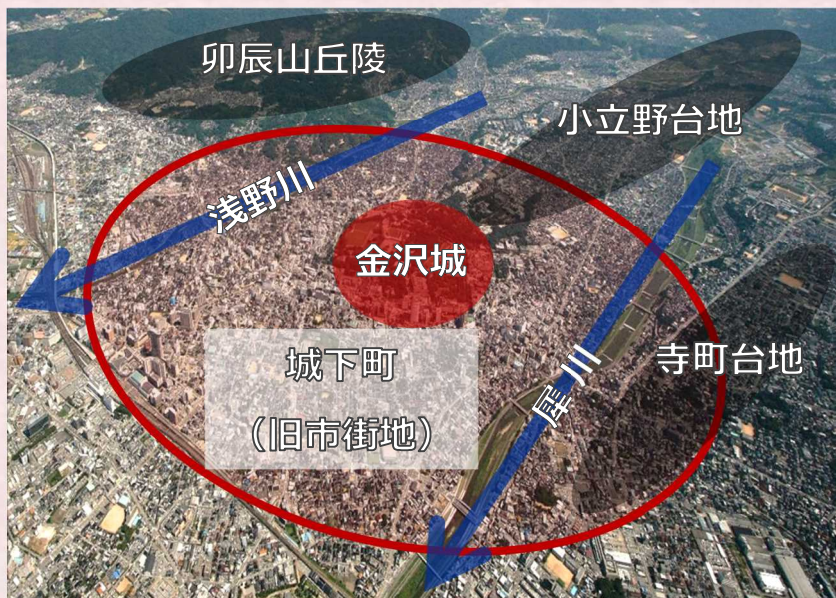 卯辰山丘陵
小立野台地
浅野川
金沢城
城下町
（旧市街地）
犀川
寺町台地